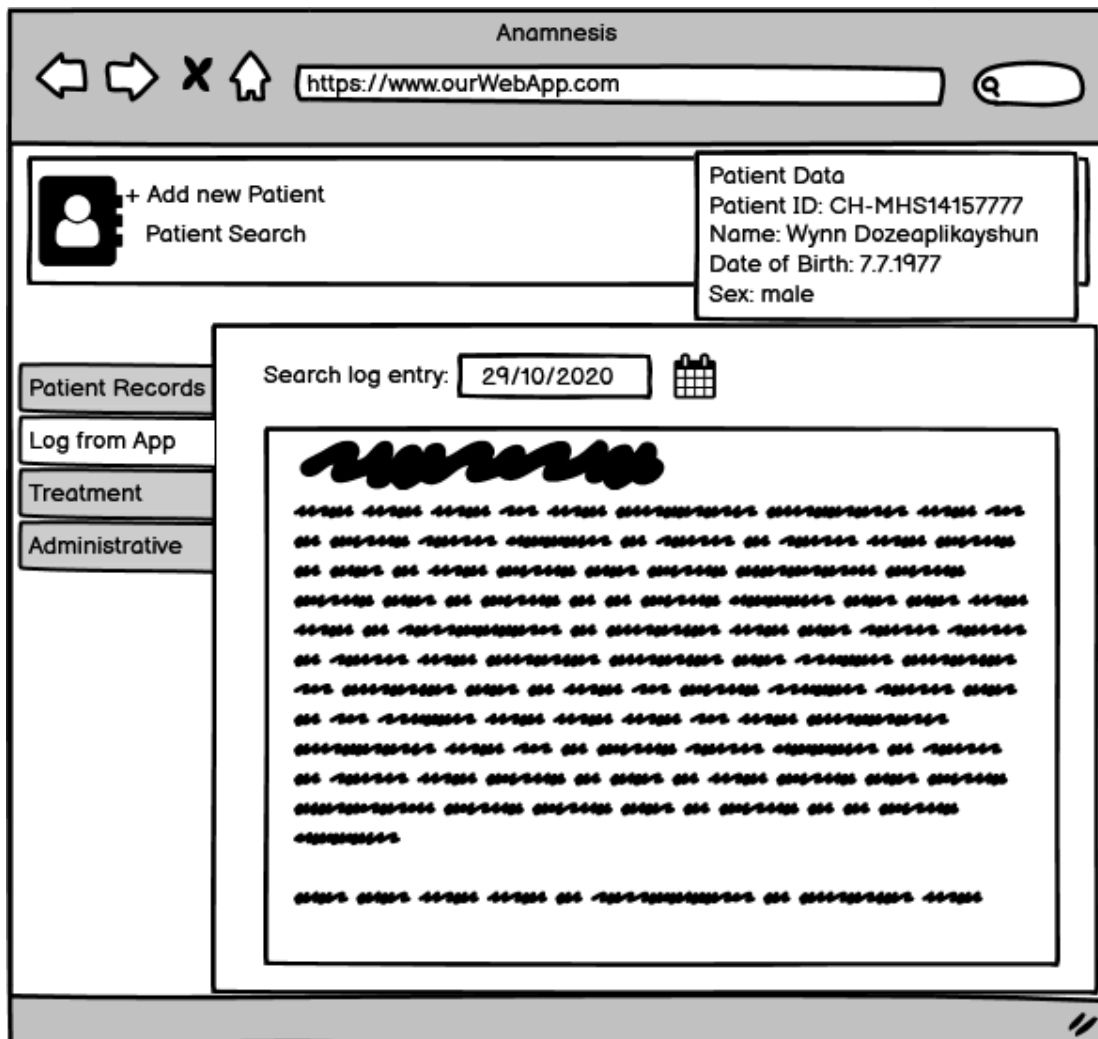 Anamnesis
https://www.ourWebApp.com
+ Add new Patient
Patient Search
Patient Data
Patient ID: CH-MHS14157777
Name: Wynn Dozeaplikayshun
Date of Birth: 7.7.1977
Sex: male
Patient Records
Log from App
Treatment
Administrative
Search log entry: 29/10/2020